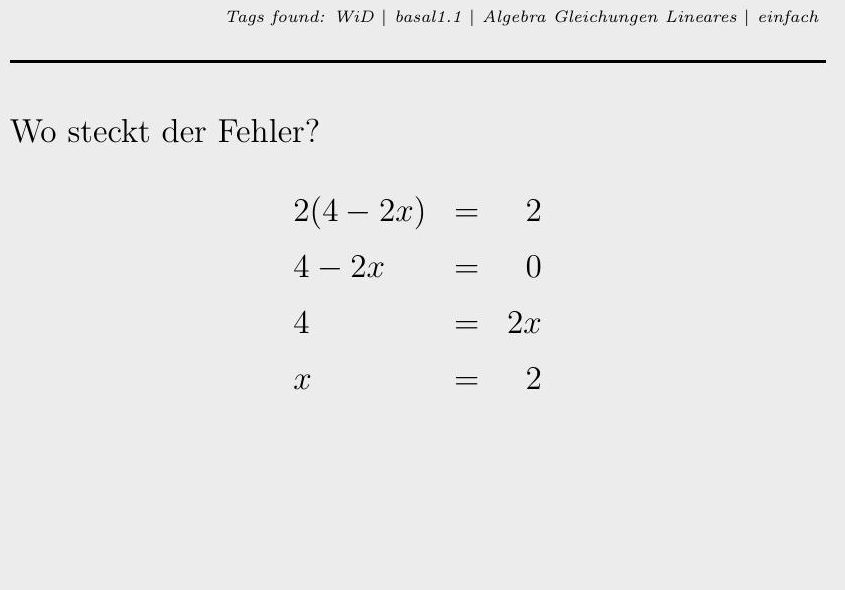 Tags found: WiD | basal1.1 | Algebra Gleichungen Lineares | einfach
Wo steckt der Fehler?
2(4 − 2x) = 2
4 − 2x = 0
4 = 2x
x = 2